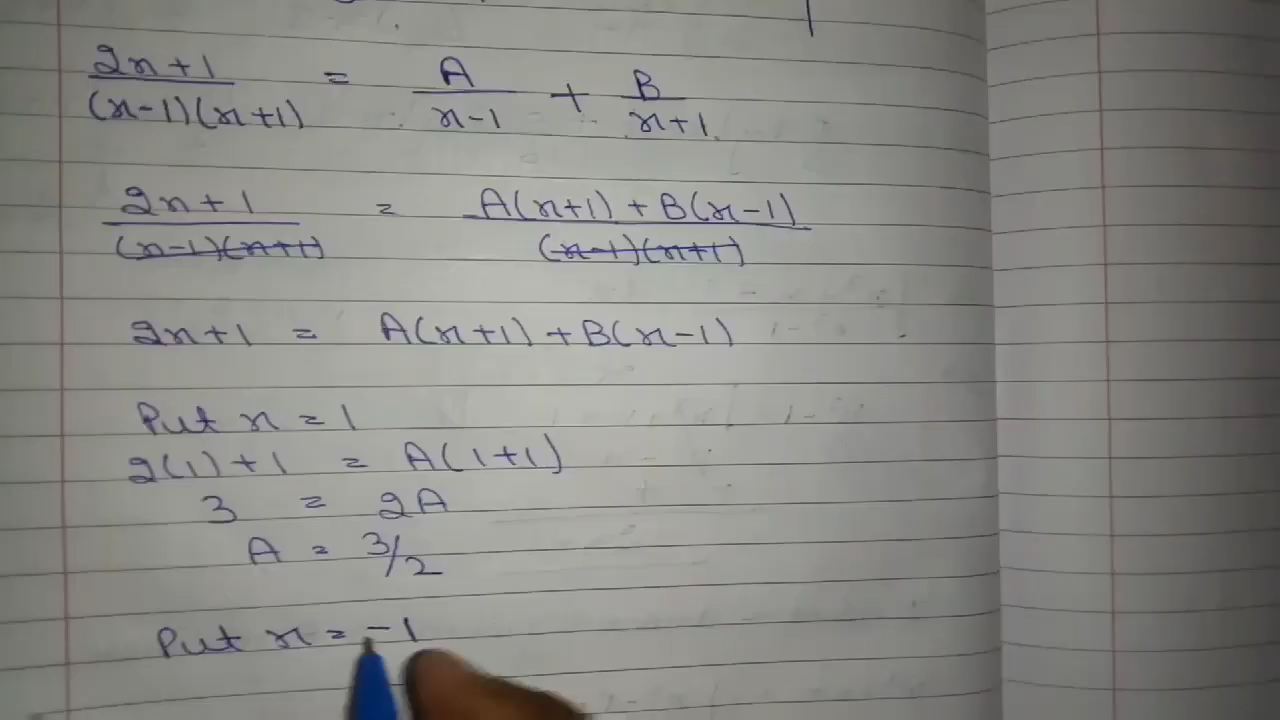 2x+1 / (x-1)(x+1) = A / x-1 + B / x+1
2x+1 / (x-1)(x+1) = A(x+1) + B(x-1) / (x-1)(x+1)
2x+1 = A(x+1) + B(x-1)
Put x = 1
2(1)+1 = A(1+1)
3 = 2A
A = 3/2
Put x = -1